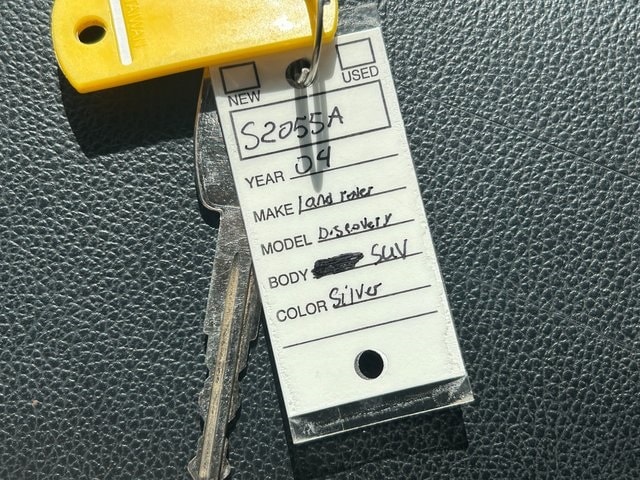 NEW USED
S2055A
YEAR 04
MAKE Land rover
MODEL Discovery
BODY SUV
COLOR Silver